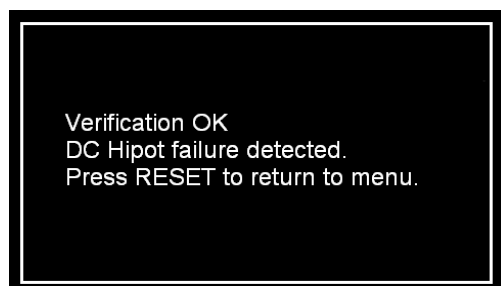 Verification OK
DC Hipot failure detected.
Press RESET to return to menu.